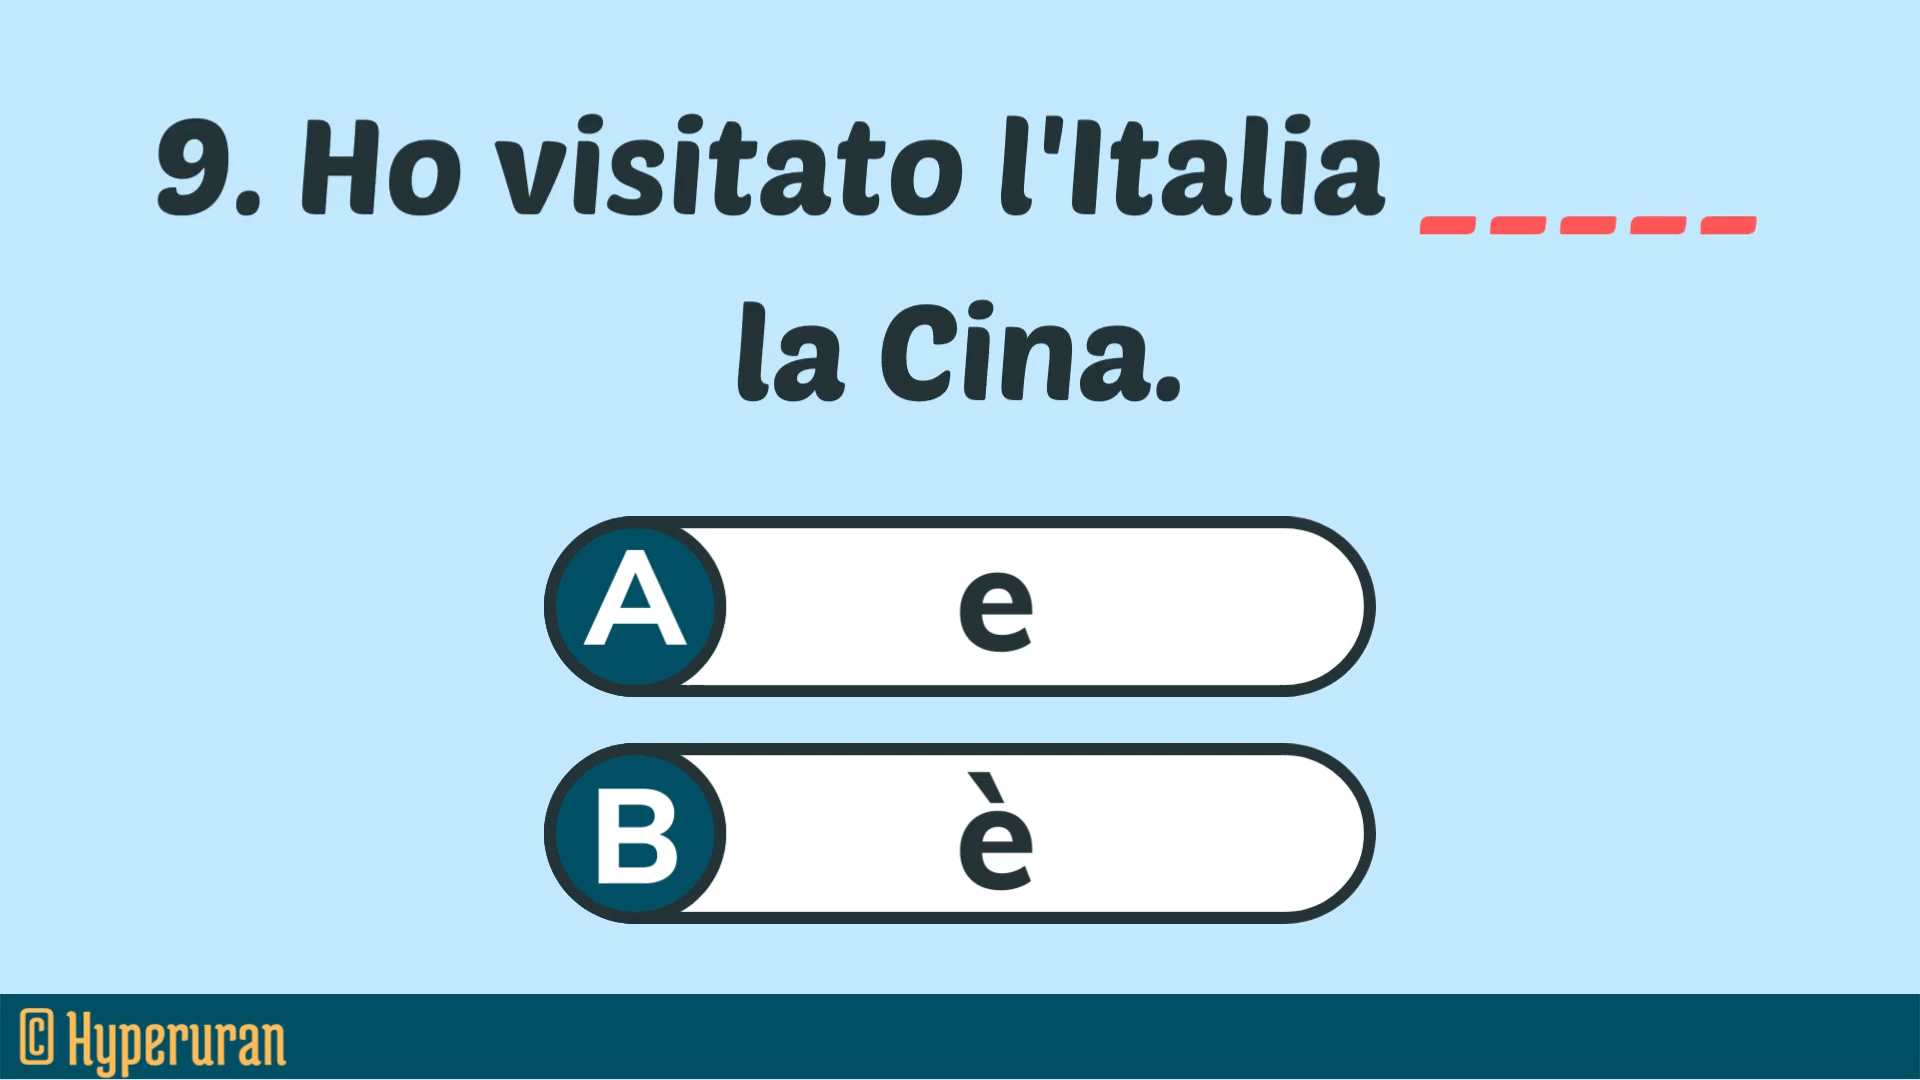 9. Ho visitato l'Italia _____
la Cina.
A e
B è
© Hyperuran